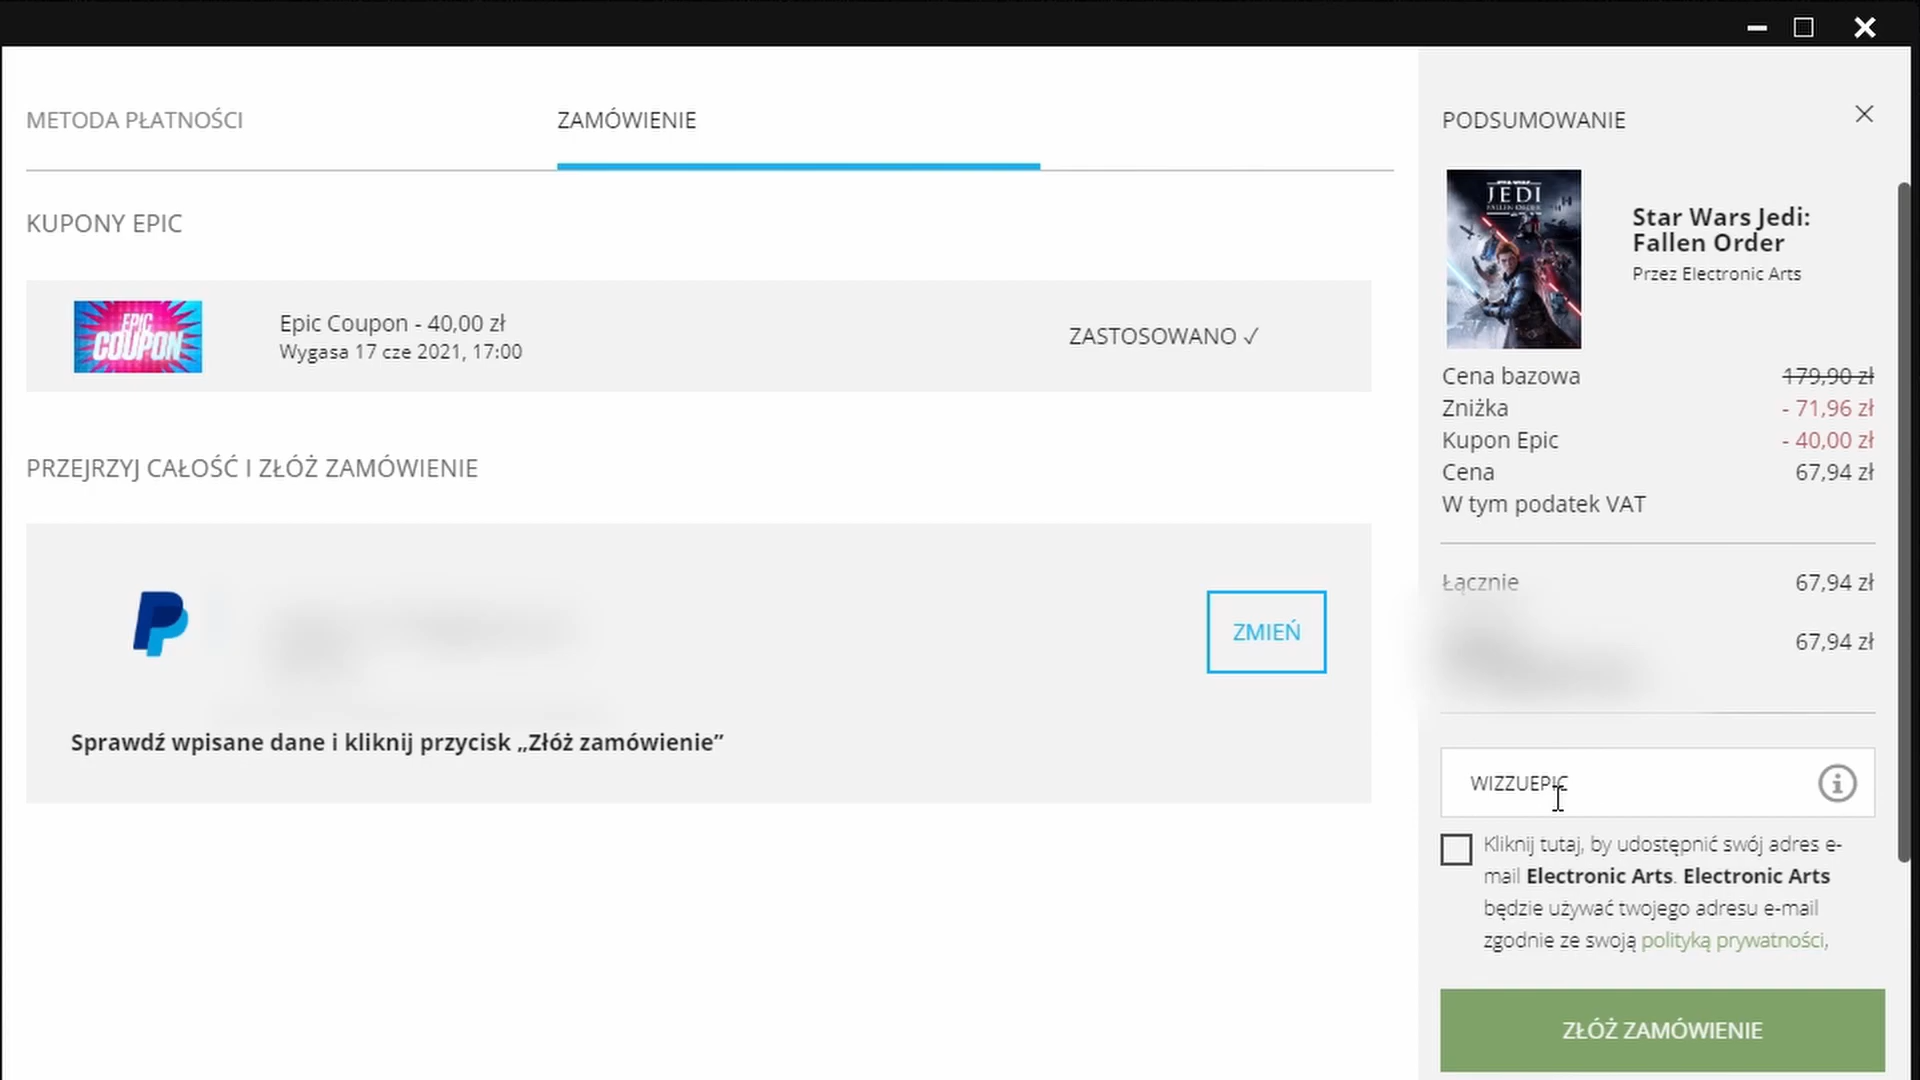 METODA PŁATNOŚCI
ZAMÓWIENIE
KUPONY EPIC
EPIC
COUPON
Epic Coupon - 40,00 zł
Wygasa 17 cze 2021, 17:00
ZASTOSOWANO ✓
PRZEJRZYJ CAŁOŚĆ I ZŁÓŻ ZAMÓWIENIE
ZMIEŃ
Sprawdź wpisane dane i kliknij przycisk „Złóż zamówienie”
PODSUMOWANIE
STAR WARS
JEDI
FALLEN ORDER
Star Wars Jedi:
Fallen Order
Przez Electronic Arts
Cena bazowa 179,90 zł
Zniżka - 71,96 zł
Kupon Epic - 40,00 zł
Cena 67,94 zł
W tym podatek VAT
Łącznie 67,94 zł
67,94 zł
WIZZUEPIC
Kliknij tutaj, by udostępnić swój adres e-
mail Electronic Arts. Electronic Arts
będzie używać twojego adresu e-mail
zgodnie ze swoją polityką prywatności,
ZŁÓŻ ZAMÓWIENIE